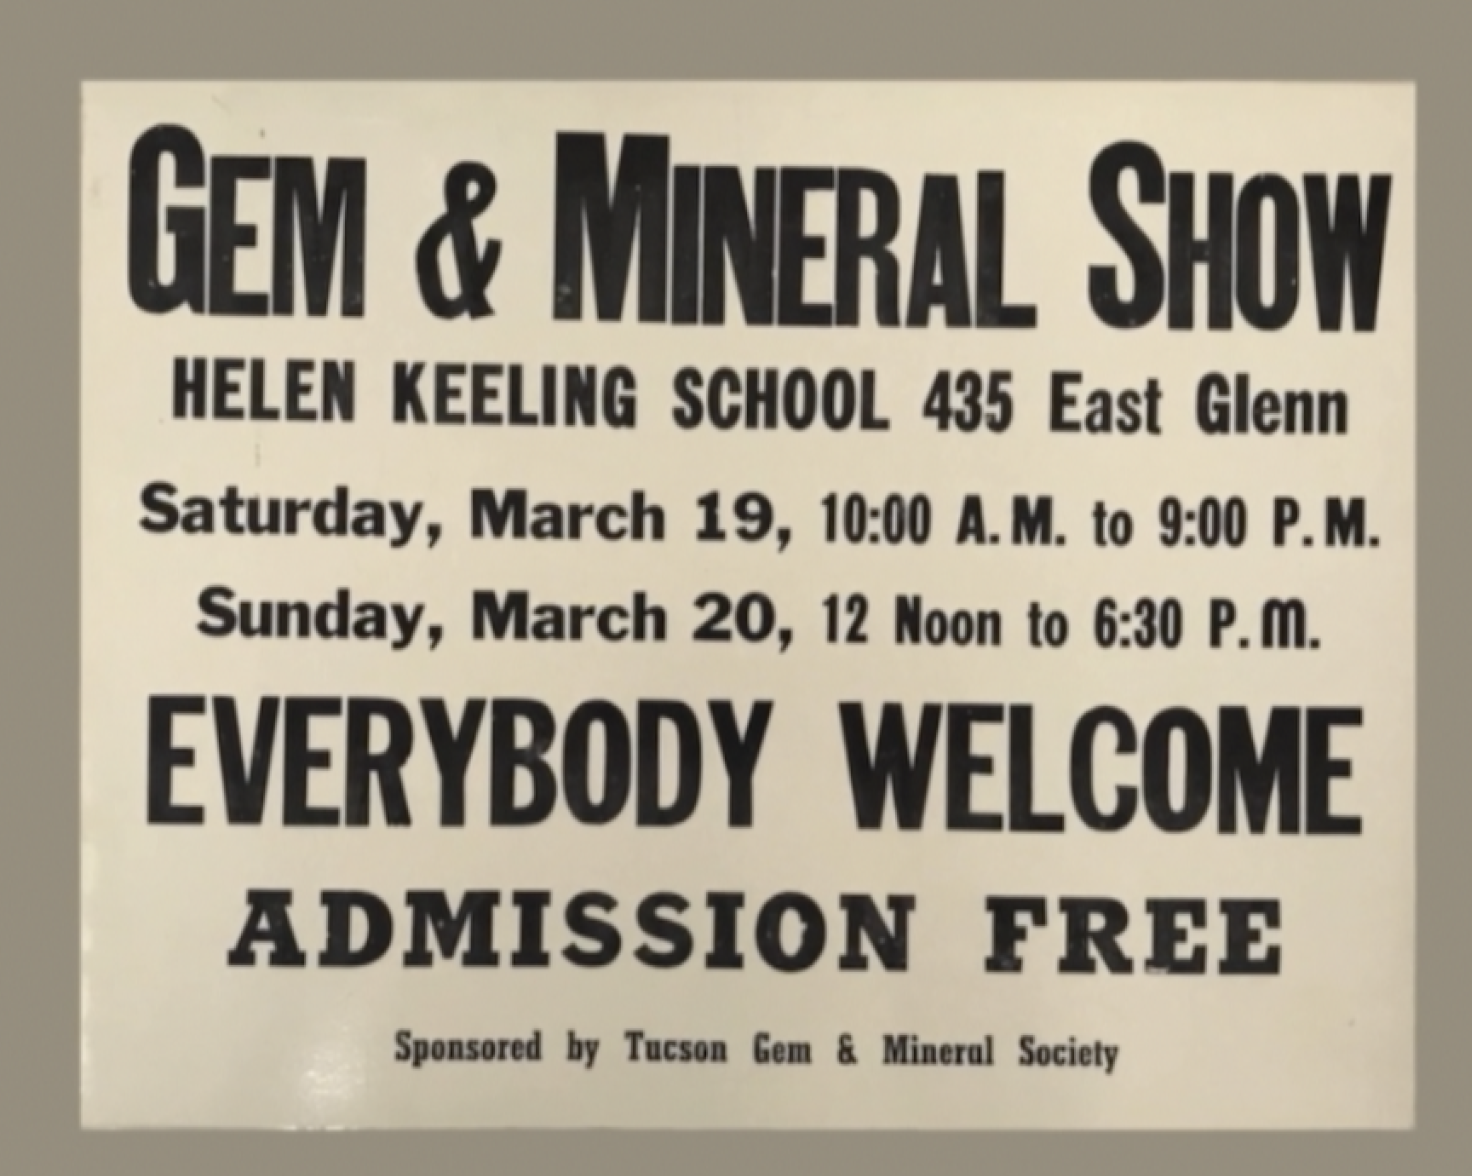 GEM & MINERAL SHOW
HELEN KEELING SCHOOL 435 East Glenn
Saturday, March 19, 10:00 A.M. to 9:00 P.M.
Sunday, March 20, 12 Noon to 6:30 P.M.
EVERYBODY WELCOME
ADMISSION FREE
Sponsored by Tucson Gem & Mineral Society